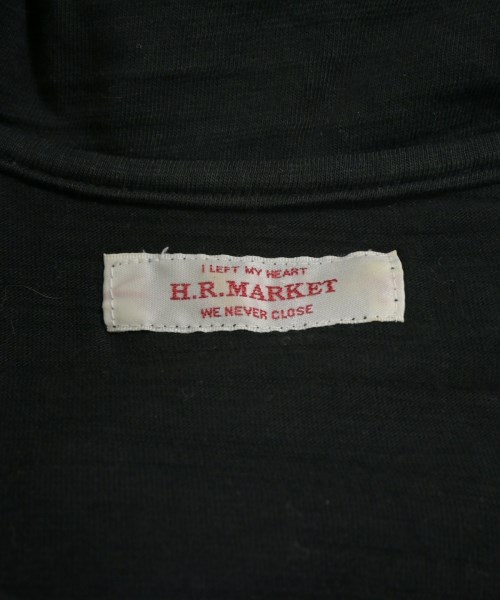 I LEFT MY HEART
H.R.MARKET
WE NEVER CLOSE